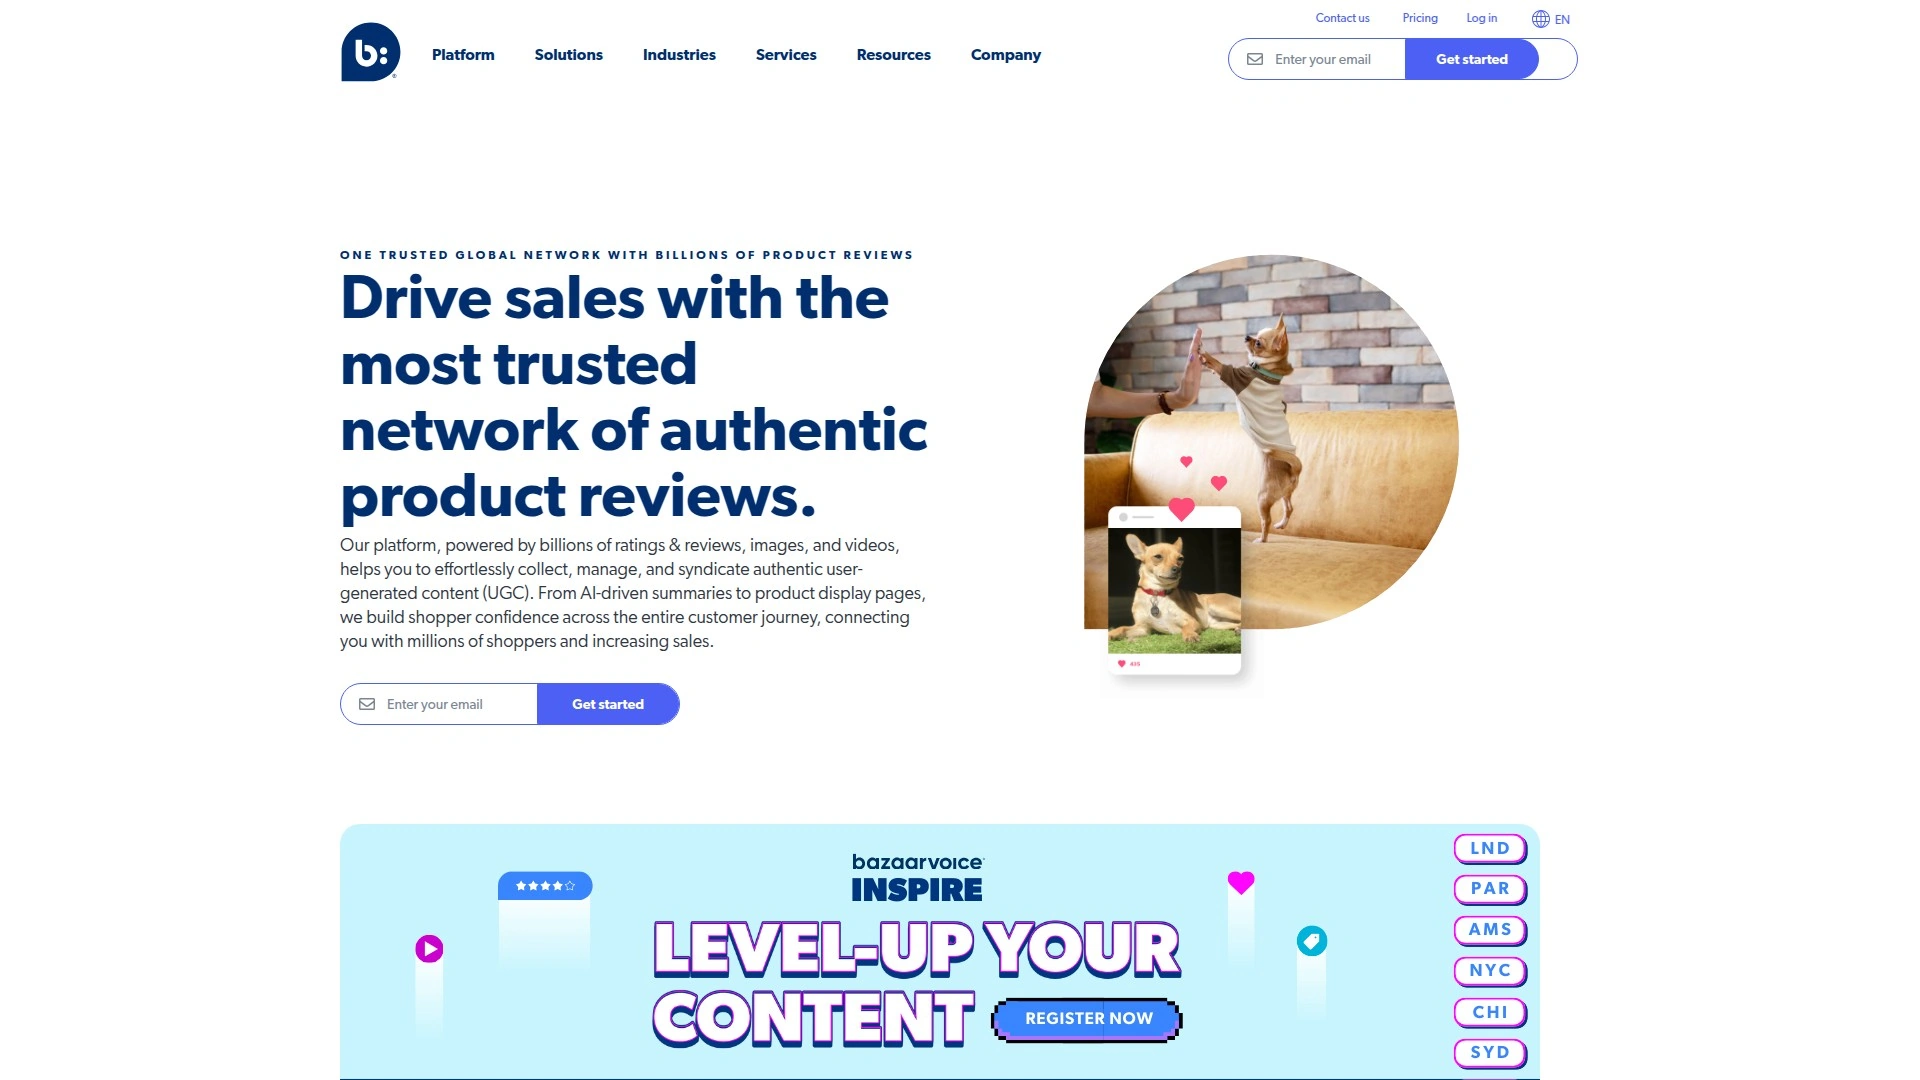 Contact us
Pricing
Log in
EN
b:
Platform
Solutions
Industries
Services
Resources
Company
Enter your email
Get started
ONE TRUSTED GLOBAL NETWORK WITH BILLIONS OF PRODUCT REVIEWS
Drive sales with the
most trusted
network of authentic
product reviews.
Our platform, powered by billions of ratings & reviews, images, and videos,
helps you to effortlessly collect, manage, and syndicate authentic user-
generated content (UGC). From AI-driven summaries to product display pages,
we build shopper confidence across the entire customer journey, connecting
you with millions of shoppers and increasing sales.
Enter your email
Get started
bazaarvoice
INSPIRE
LEVEL-UP YOUR
CONTENT
REGISTER NOW
LND
PAR
AMS
NYC
CHI
SYD